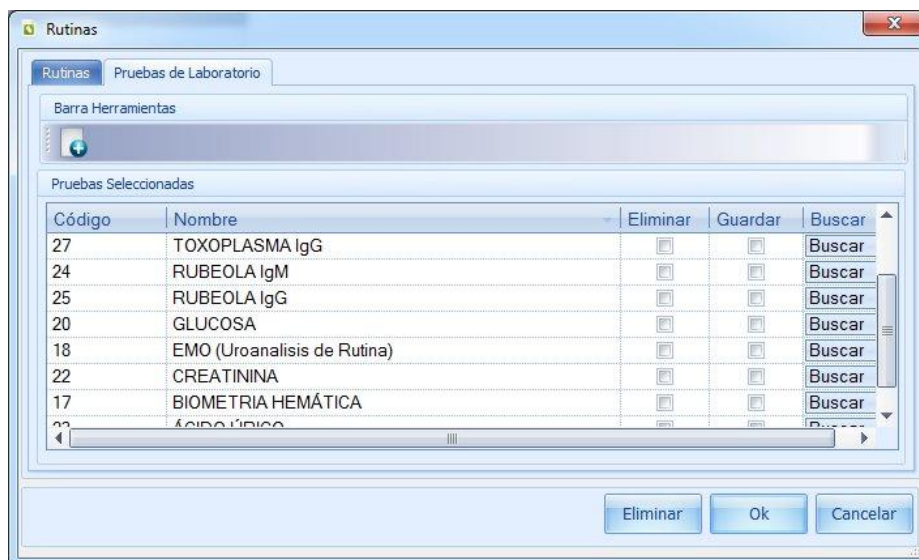 Rutinas
Rutinas Pruebas de Laboratorio
Barra Herramientas
Pruebas Seleccionadas
Código Nombre Eliminar Guardar Buscar
27 TOXOPLASMA IgG Buscar
24 RUBEOLA IgM Buscar
25 RUBEOLA IgG Buscar
20 GLUCOSA Buscar
18 EMO (Uroanalisis de Rutina) Buscar
22 CREATININA Buscar
17 BIOMETRIA HEMÁTICA Buscar
ÁCIDO ÚRICO
Eliminar Ok Cancelar